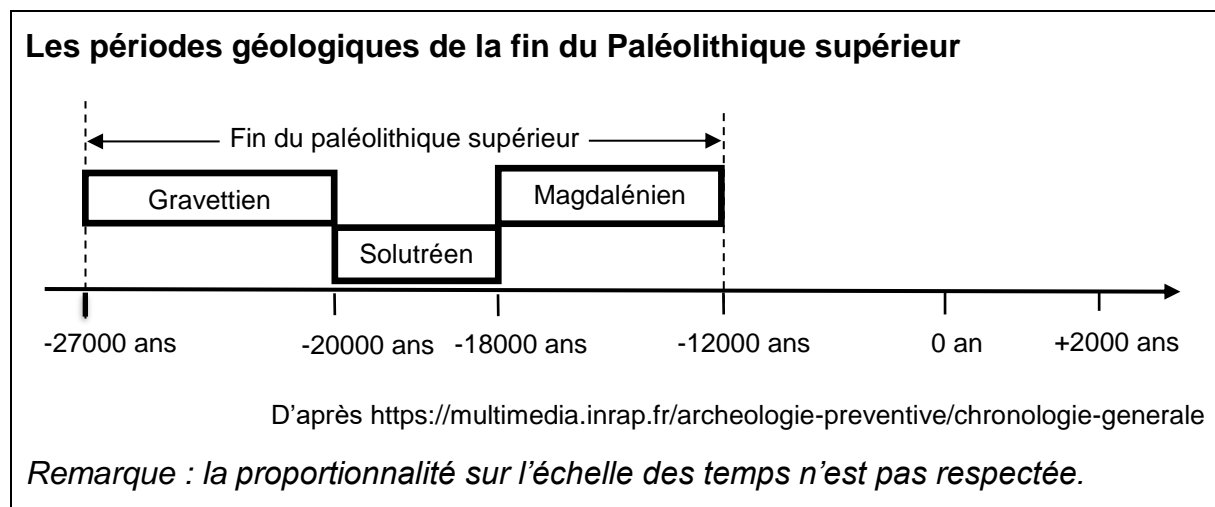 Les périodes géologiques de la fin du Paléolithique supérieur
Fin du paléolithique supérieur
Gravettien
Magdalénien
Solutréen
-27000 ans -20000 ans -18000 ans -12000 ans 0 an +2000 ans
D’après https://multimedia.inrap.fr/archeologie-preventive/chronologie-generale
Remarque : la proportionnalité sur l’échelle des temps n’est pas respectée.